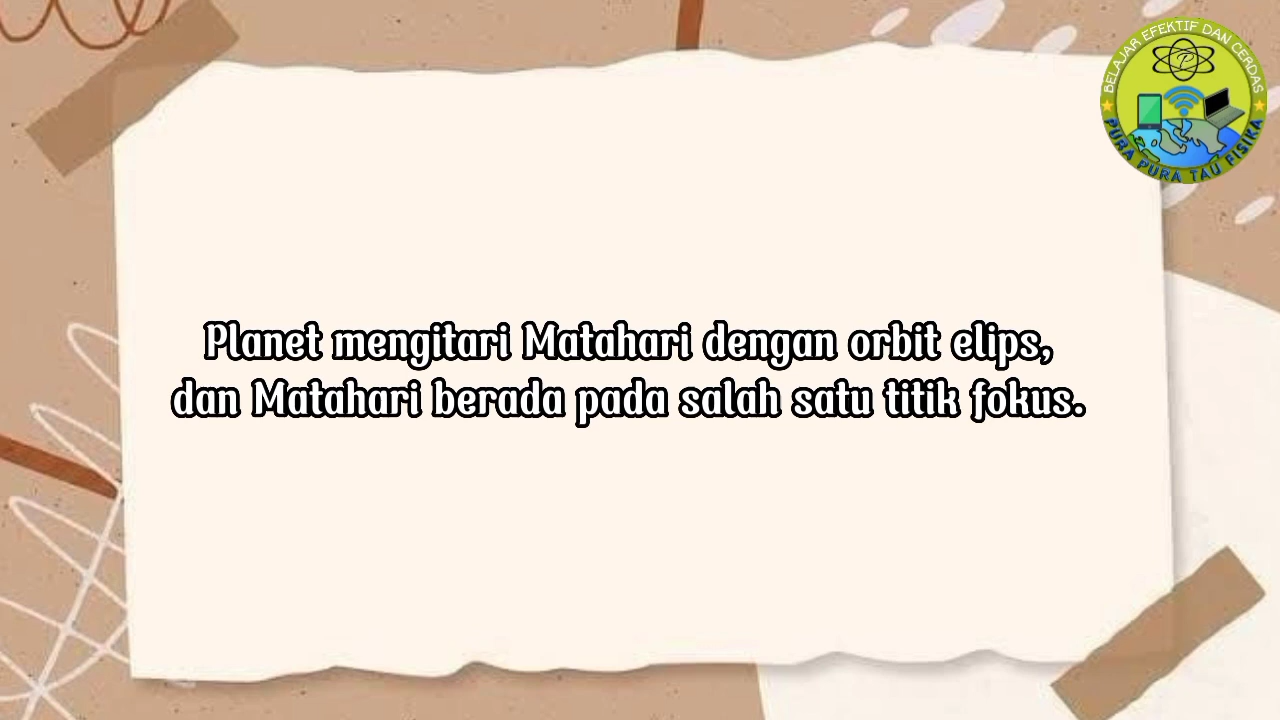 BELAJAR EFEKTIF DAN CERDAS
PURA PURA TAU FISIKA
Planet mengitari Matahari dengan orbit elips,
dan Matahari berada pada salah satu titik fokus.